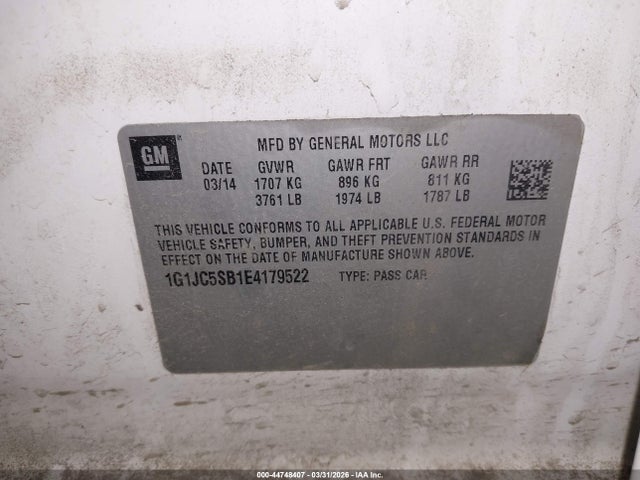 GM
MFD BY GENERAL MOTORS LLC
DATE GVWR GAWR FRT GAWR RR
03/14 1707 KG 896 KG 811 KG
3761 LB 1974 LB 1787 LB
THIS VEHICLE CONFORMS TO ALL APPLICABLE U.S. FEDERAL MOTOR
VEHICLE SAFETY, BUMPER, AND THEFT PREVENTION STANDARDS IN
EFFECT ON THE DATE OF MANUFACTURE SHOWN ABOVE.
1G1JC5SB1E4179522 TYPE: PASS CAR
000-44748407 - 03/31/2026 - IAA Inc.